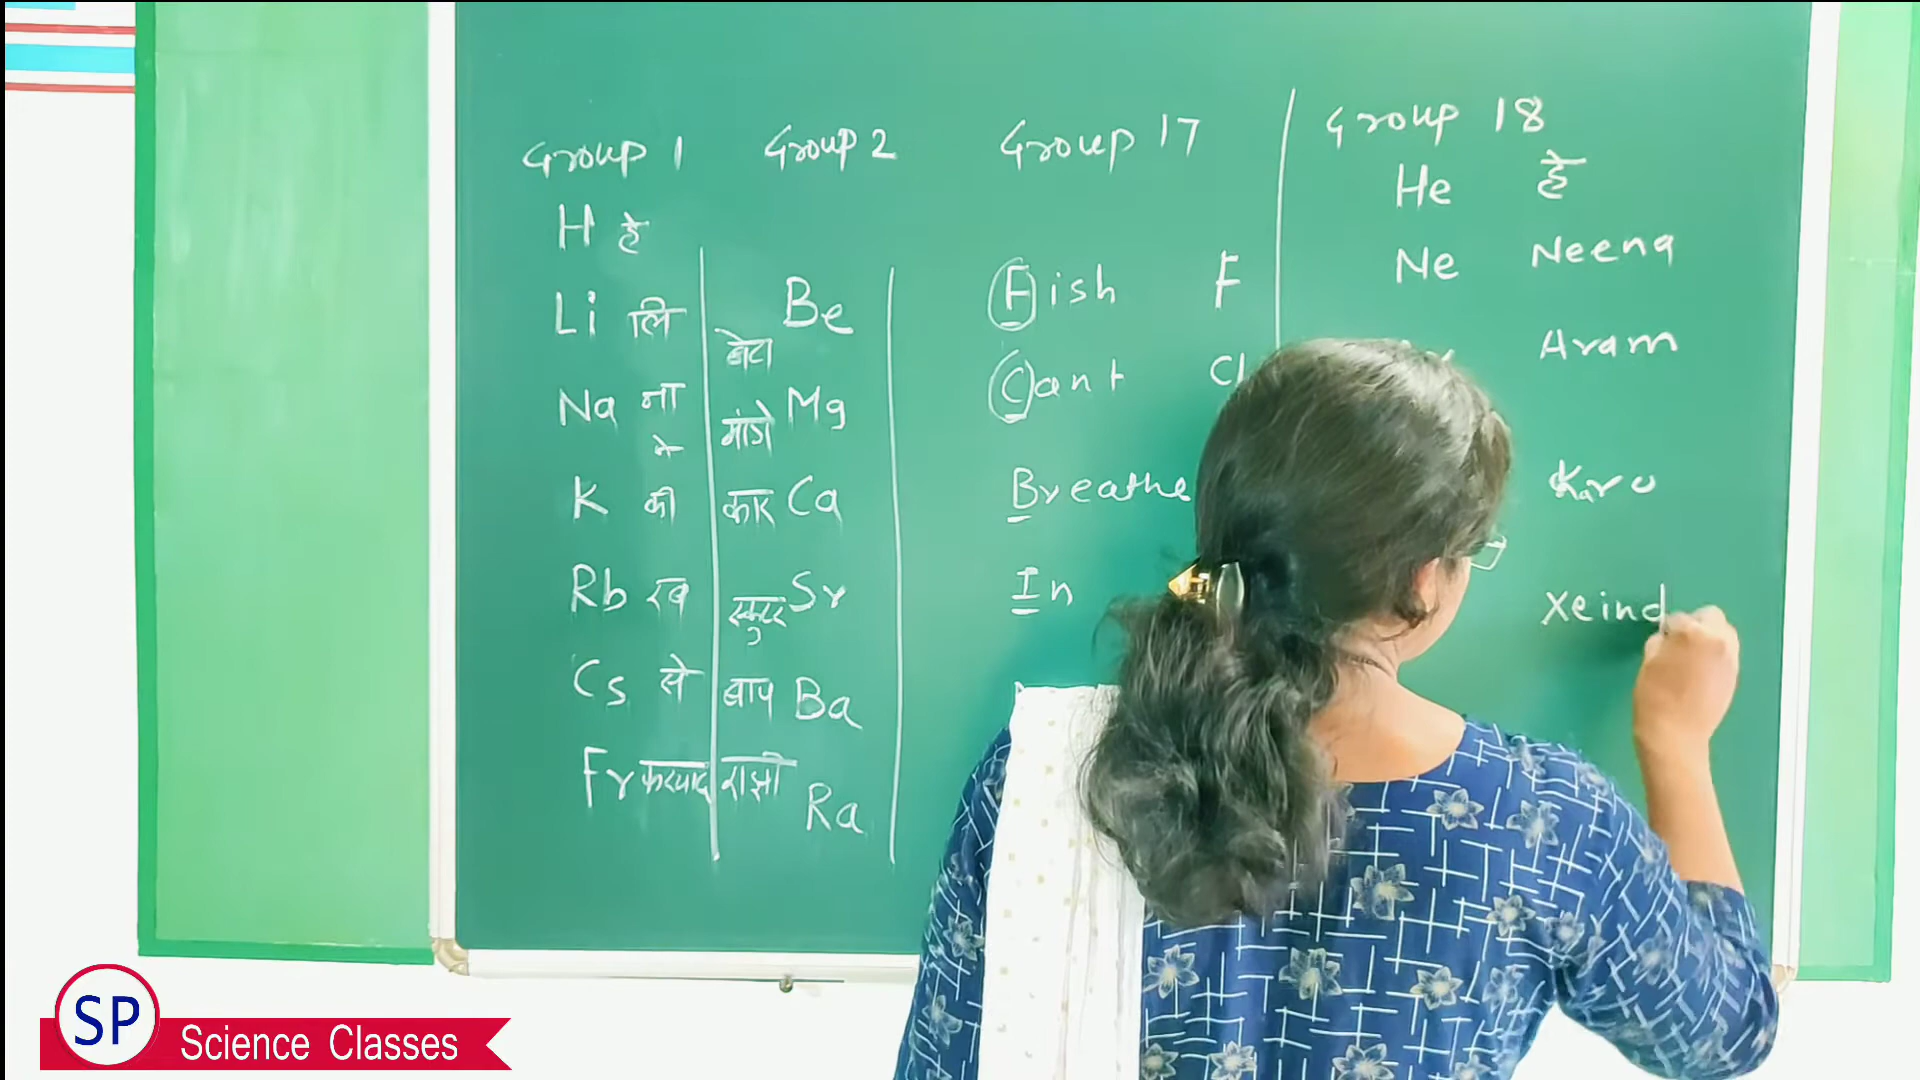 Group 1
H हे
Li लि
Na ना
से
K की
Rb रब
Cs से
Fr फरयाद
Group 2
Be
बेटा
मांगे Mg
कार Ca
स्कुटर Sr
बाप Ba
राझी
Ra
Group 17
Fish F
Cant Cl
Breathe
In
Group 18
He हे
Ne Neena
Aram
Karo
Xeind
SP
Science Classes